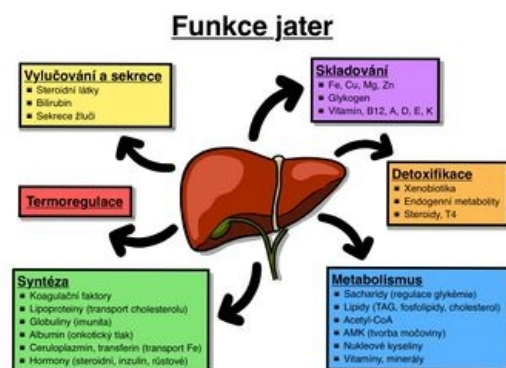 Funkce jater
Vylučování a sekrece
Steroidní látky
Bilirubin
Sekrece žluči
Skladování
Fe, Cu, Mg, Zn
Glykogen
Vitamín, B12, A, D, E, K
Detoxifikace
Xenobiotika
Endogenní metabolity
Steroidy, T4
Termoregulace
Syntéza
Koagulační faktory
Lipoproteiny (transport cholesterolu)
Globuliny (imunita)
Albumin (onkotický tlak)
Ceruloplazmin, transferin (transport Fe)
Hormony (steroidní, inzulin, růstové)
Metabolismus
Sacharidy (regulace glykémie)
Lipidy (TAG, fosfolipidy, cholesterol)
Acetyl-CoA
AMK (tvorba močoviny)
Nukleové kyseliny
Vitamíny, minerály